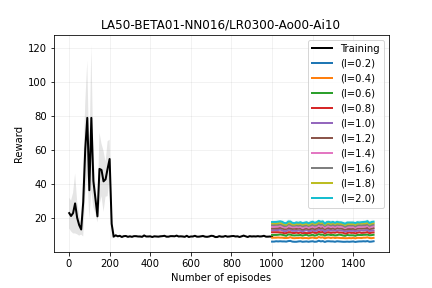 LA50-BETA01-NN016/LR0300-Ao00-Ai10
120
100
80
60
40
20
Reward
0
200
400
600
800
1000
1200
1400
Number of episodes
Training
(l=0.2)
(l=0.4)
(l=0.6)
(l=0.8)
(l=1.0)
(l=1.2)
(l=1.4)
(l=1.6)
(l=1.8)
(l=2.0)